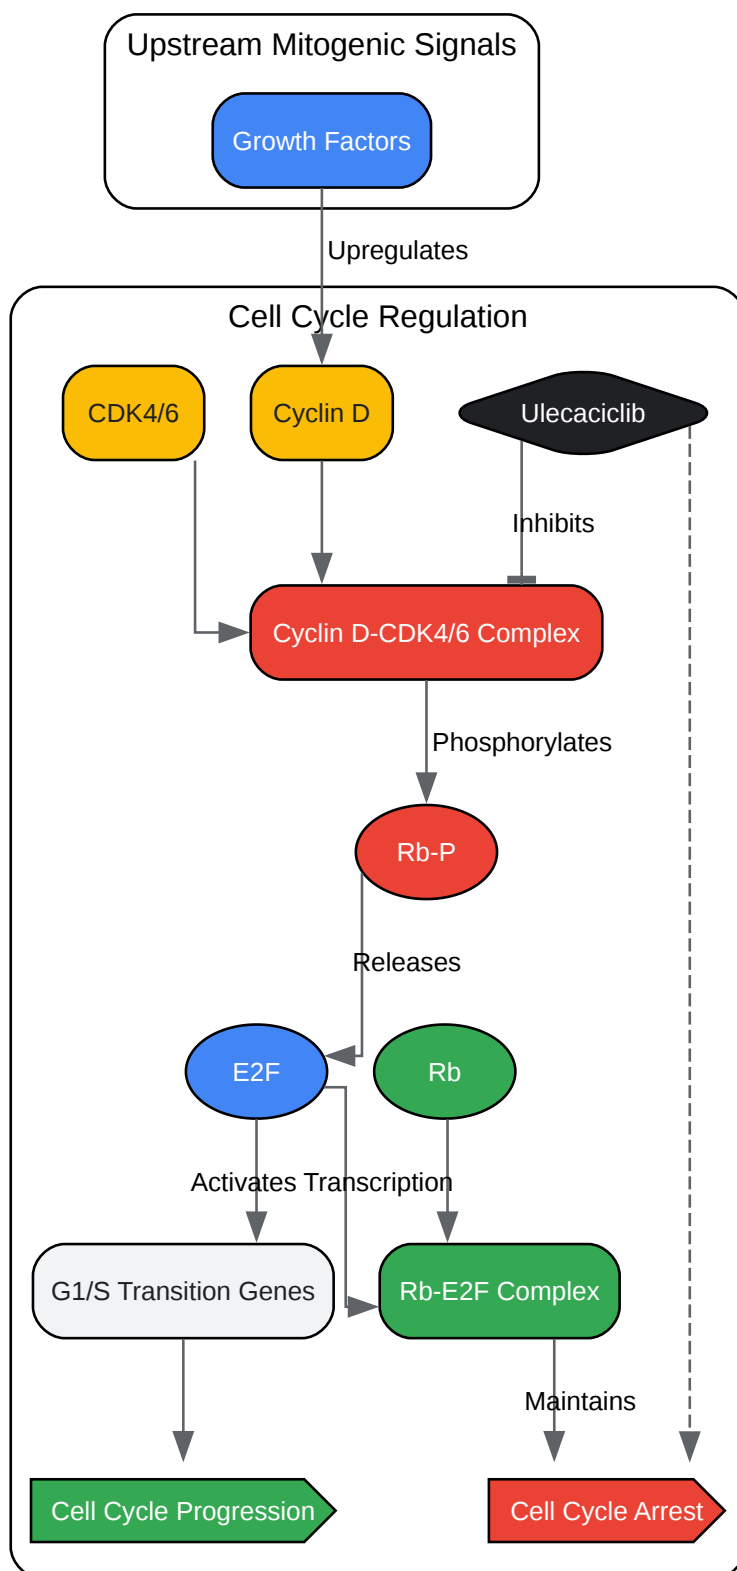 Upstream Mitogenic Signals
Growth Factors
Upregulates
Cell Cycle Regulation
CDK4/6
Cyclin D
Ulecaciclib
Inhibits
Cyclin D-CDK4/6 Complex
Phosphorylates
Rb-P
Releases
E2F
Rb
Activates Transcription
G1/S Transition Genes
Rb-E2F Complex
Maintains
Cell Cycle Progression
Cell Cycle Arrest